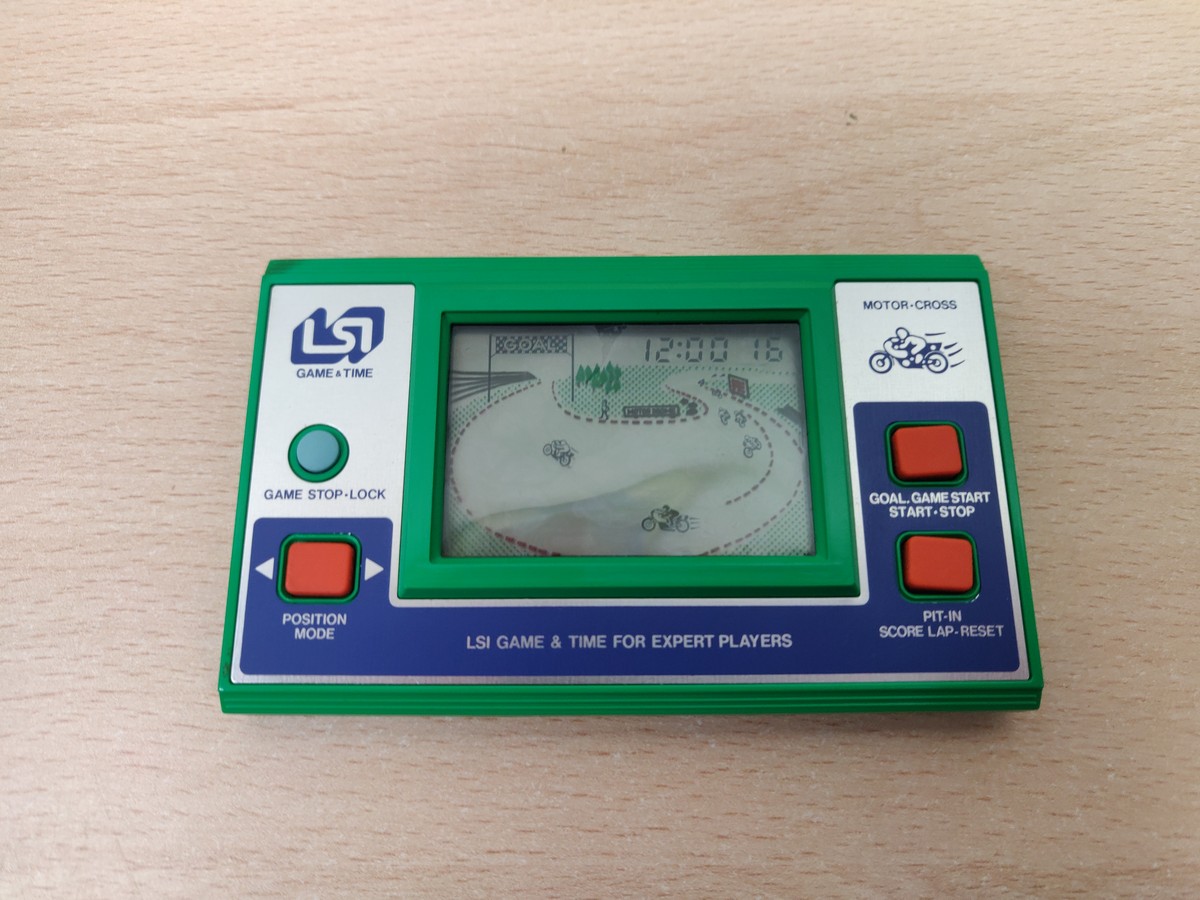 LSI
GAME & TIME
MOTOR-CROSS
GOAL
12:00 16
GAME STOP・LOCK
GOAL. GAME START
START・STOP
POSITION
MODE
PIT-IN
SCORE LAP・RESET
LSI GAME & TIME FOR EXPERT PLAYERS